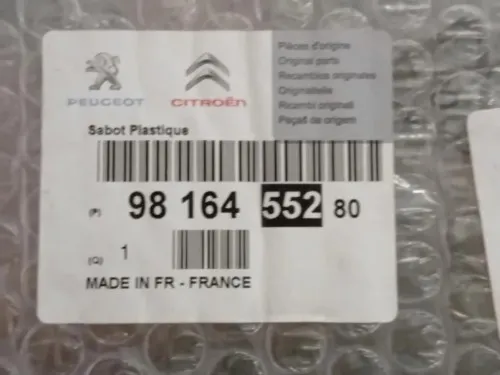 PEUGEOT
CITROËN
Pièces d'origine
Original parts
Recambios originales
Originalteile
Ricambi originali
Peças de origem
Sabot Plastique
(P) 98 164 552 80
(Q) 1
MADE IN FR - FRANCE